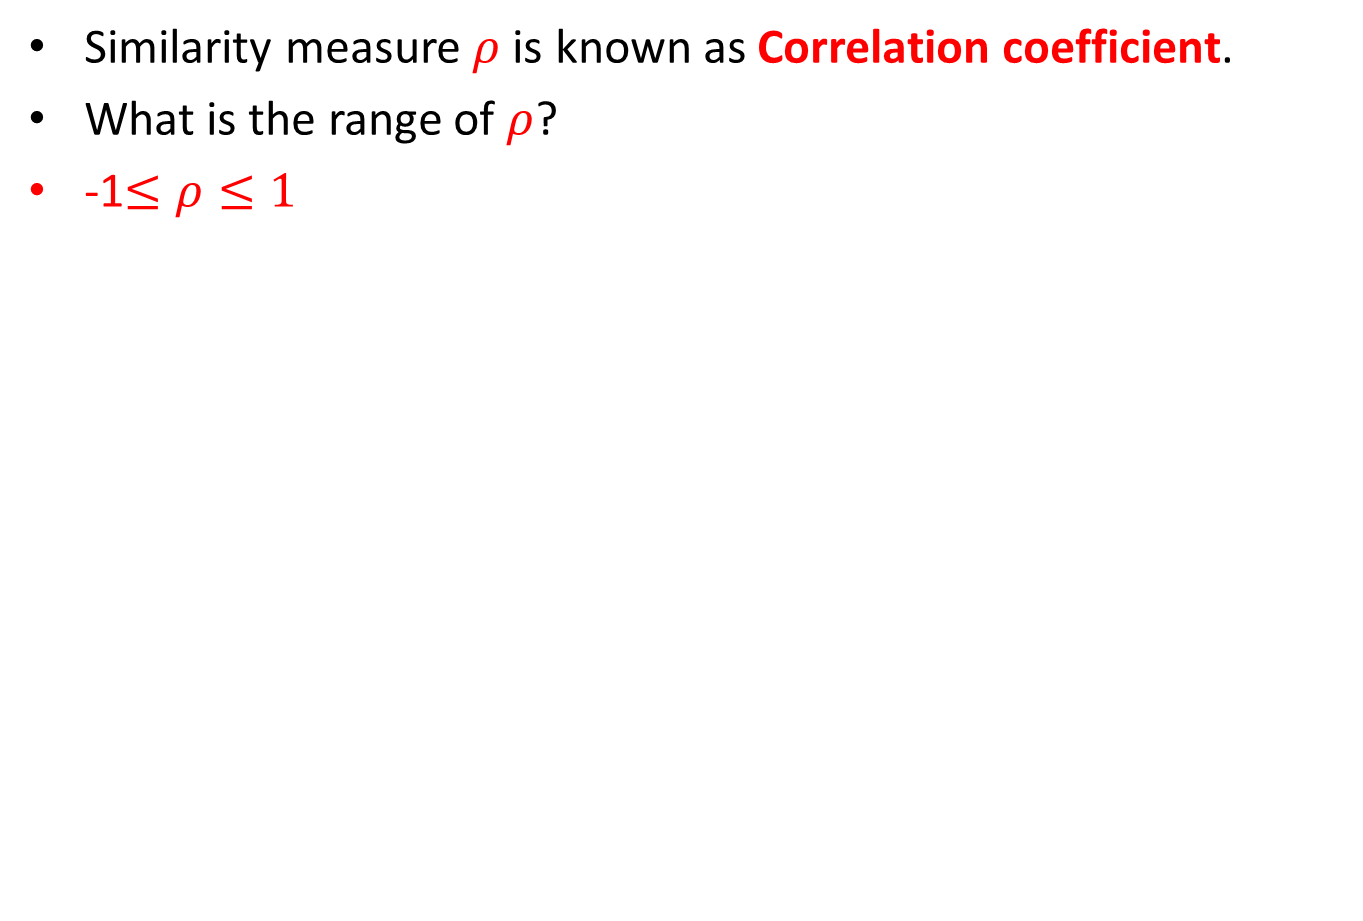 • Similarity measure ρ is known as Correlation coefficient.
• What is the range of ρ?
• -1≤ ρ ≤ 1